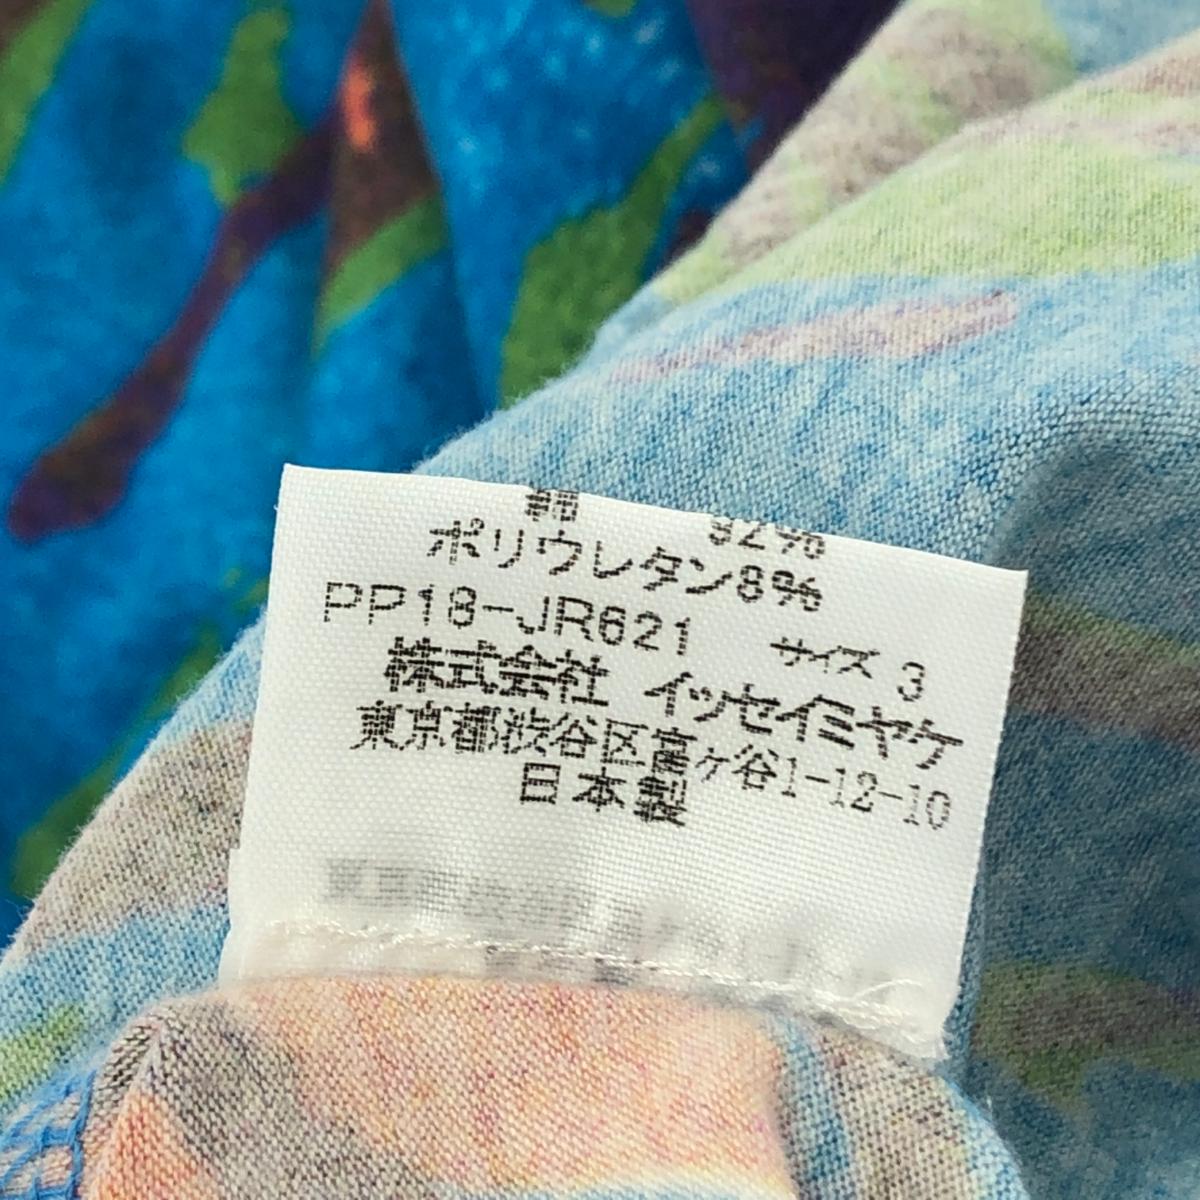 綿 92%
ポリウレタン8%
PP18-JR621 サイズ 3
株式会社 イッセイミヤケ
東京都渋谷区富ヶ谷1-12-10
日本製